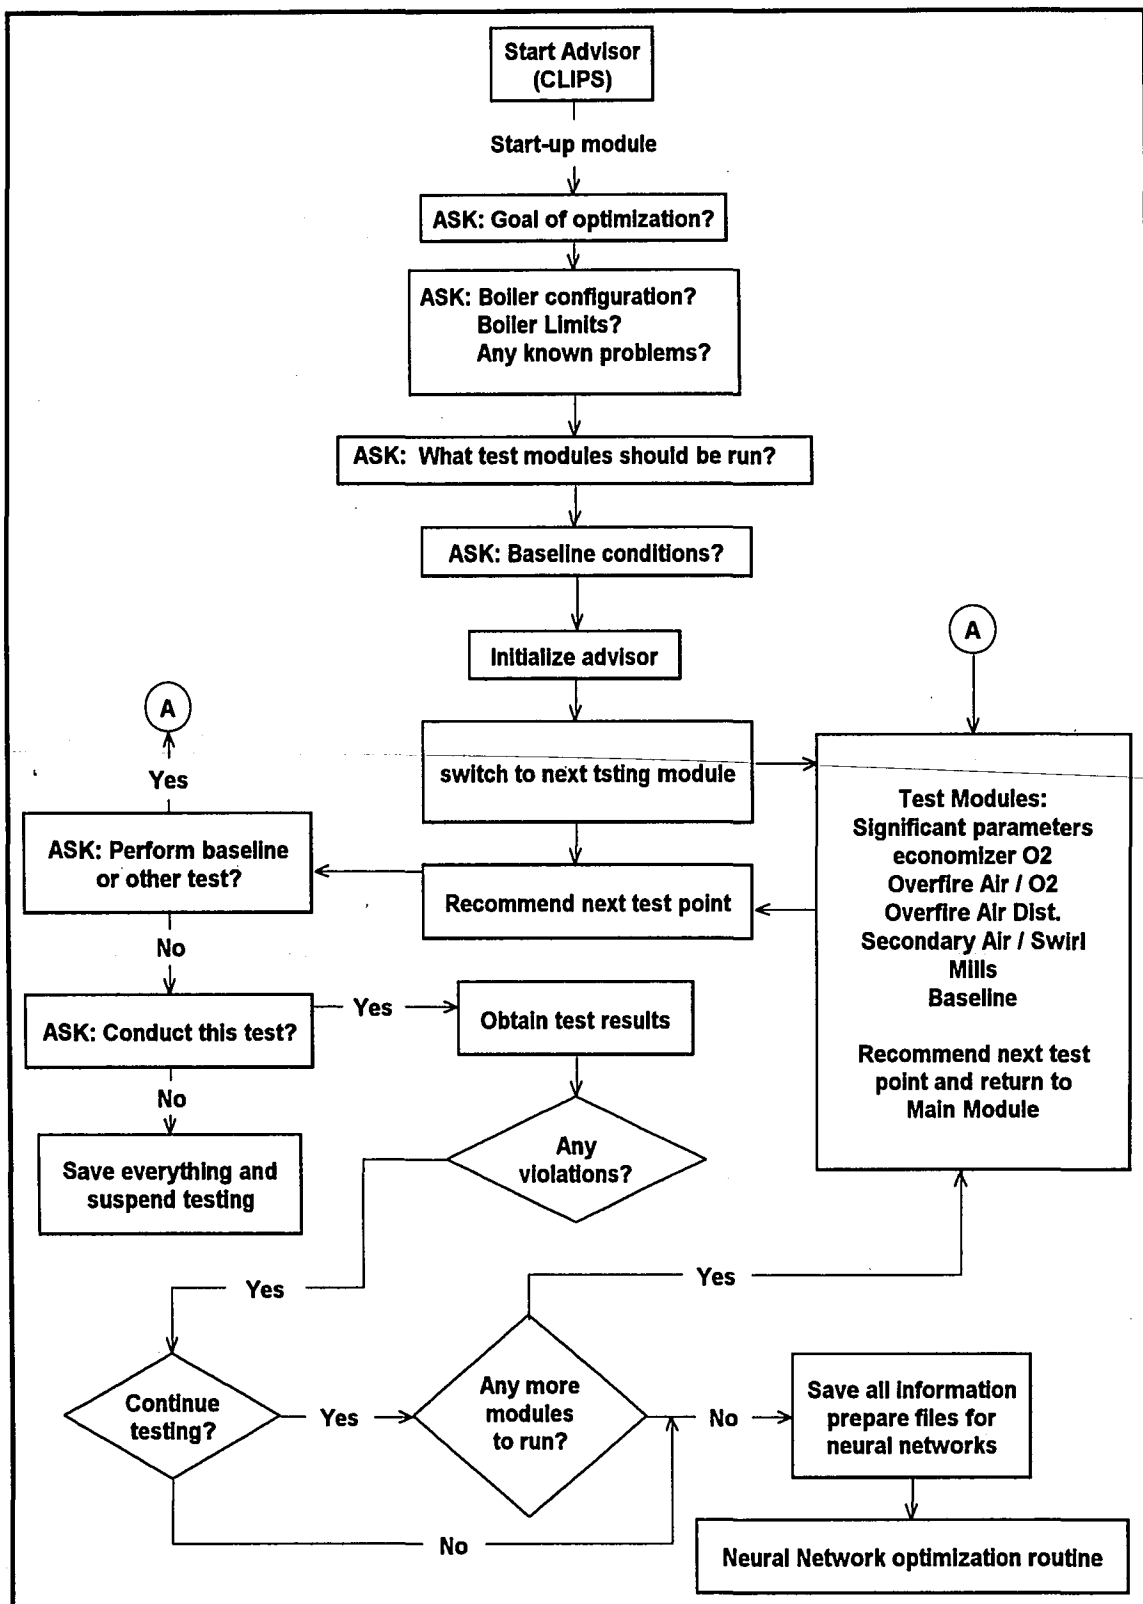 Start Advisor
(CLIPS)
Start-up module
ASK: Goal of optimization?
ASK: Boiler configuration?
Boiler Limits?
Any known problems?
ASK: What test modules should be run?
ASK: Baseline conditions?
Initialize advisor
A
A
switch to next tsting module
Yes
Test Modules:
Significant parameters
economizer O2
Overfire Air / O2
Overfire Air Dist.
Secondary Air / Swirl
Mills
Baseline
Recommend next test
point and return to
Main Module
ASK: Perform baseline
or other test?
Recommend next test point
No
ASK: Conduct this test?
Yes
Obtain test results
No
Save everything and
suspend testing
Any
violations?
Yes
Yes
Continue
testing?
Yes
Any more
modules
to run?
No
Save all information
prepare files for
neural networks
No
Neural Network optimization routine